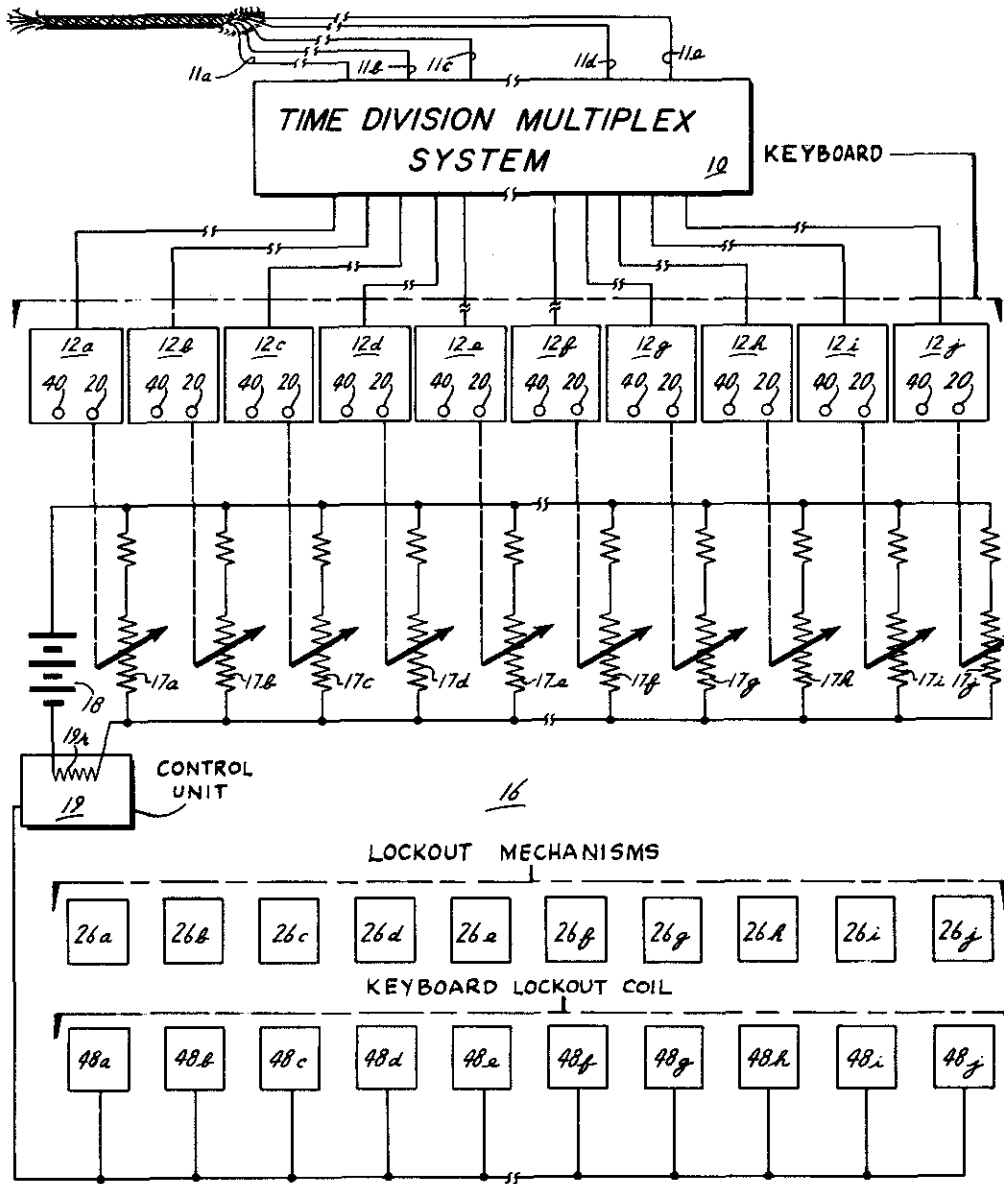 11a 11b 11c 11d 11e
TIME DIVISION MULTIPLEX
SYSTEM
10
KEYBOARD
12a 12b 12c 12d 12e 12f 12g 12h 12i 12j
40 20 40 20 40 20 40 20 40 20 40 20 40 20 40 20 40 20 40 20
17a 17b 17c 17d 17e 17f 17g 17h 17i 17j
18
19r
19
CONTROL
UNIT
16
LOCKOUT MECHANISMS
26a 26b 26c 26d 26e 26f 26g 26h 26i 26j
KEYBOARD LOCKOUT COIL
48a 48b 48c 48d 48e 48f 48g 48h 48i 48j